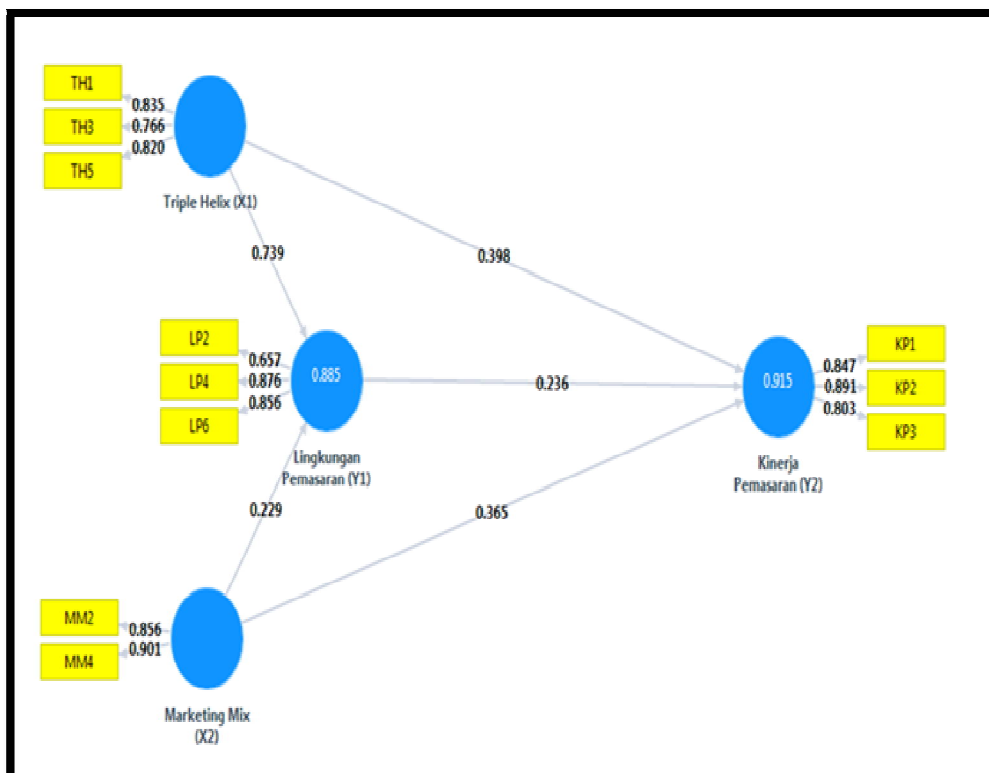 TH1
0.835
TH3
0.766
TH5
0.820
Triple Helix (X1)
0.739
0.398
LP2
0.657
LP4
0.876
LP6
0.856
0.885
Lingkungan
Pemasaran (Y1)
0.236
0.915
KP1
0.847
KP2
0.891
KP3
0.803
Kinerja
Pemasaran (Y2)
0.229
0.365
MM2
0.856
MM4
0.901
Marketing Mix
(X2)